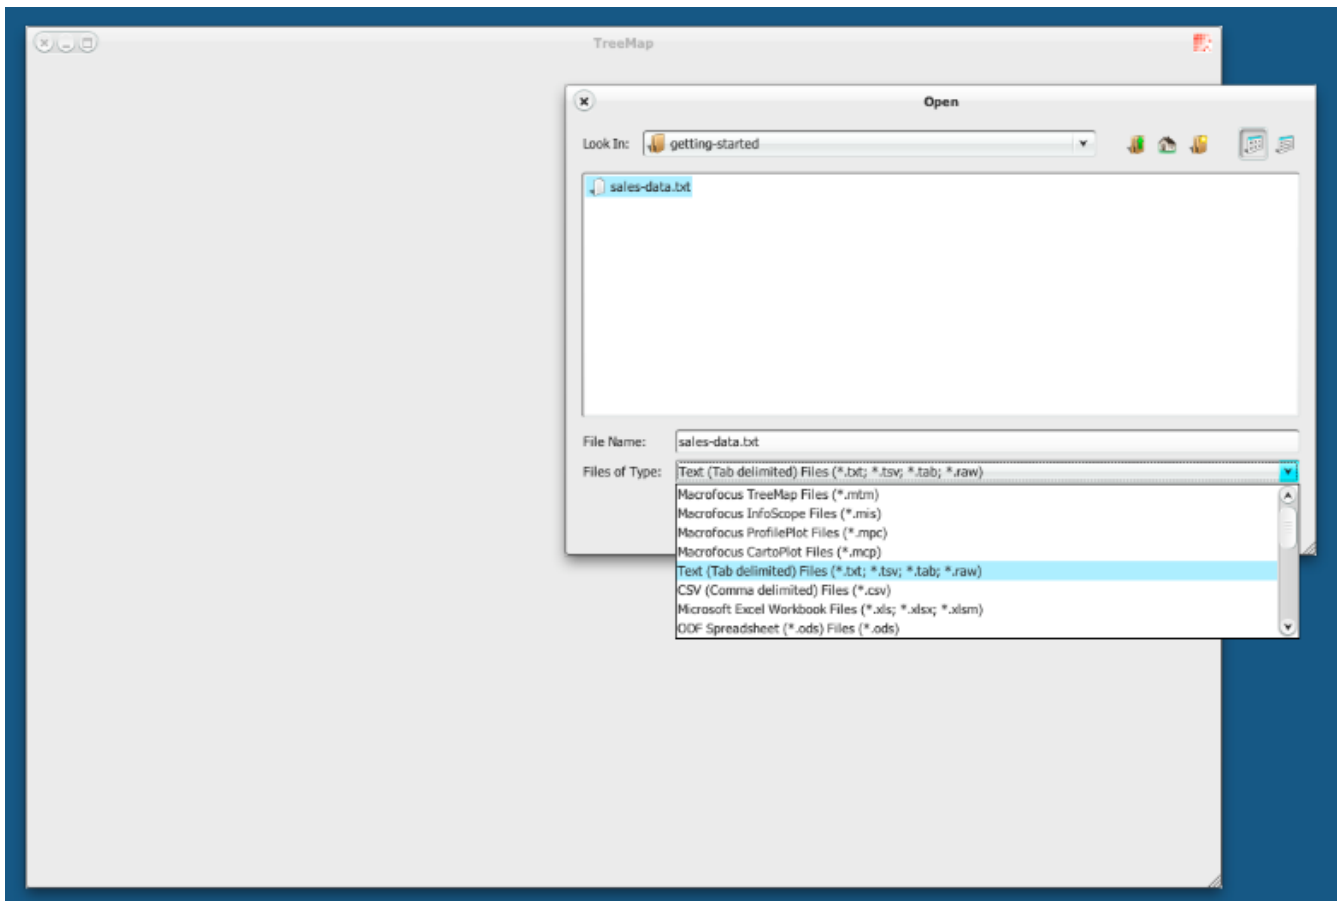 TreeMap
Open
Look In: getting-started
sales-data.txt
File Name: sales-data.txt
Files of Type: Text (Tab delimited) Files (*.txt; *.tsv; *.tab; *.raw)
Macrofocus TreeMap Files (*.mtm)
Macrofocus InfoScope Files (*.mis)
Macrofocus ProfilePlot Files (*.mpc)
Macrofocus CartoPlot Files (*.mcp)
Text (Tab delimited) Files (*.txt; *.tsv; *.tab; *.raw)
CSV (Comma delimited) Files (*.csv)
Microsoft Excel Workbook Files (*.xls; *.xlsx; *.xlsm)
ODF Spreadsheet (*.ods) Files (*.ods)